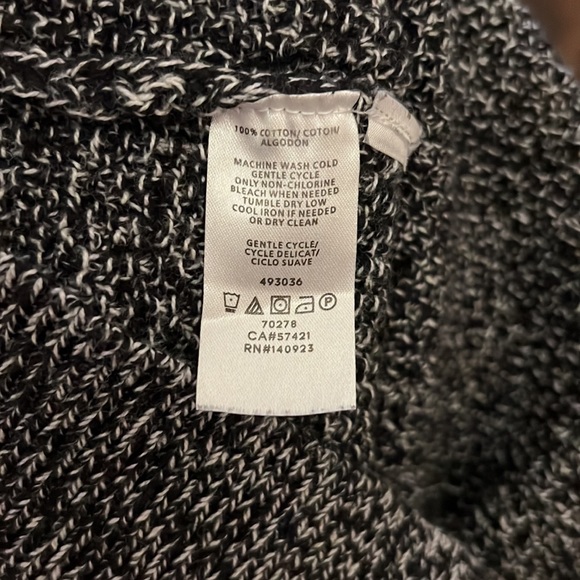 100% COTTON/ COTON/
ALGODÓN
MACHINE WASH COLD
GENTLE CYCLE
ONLY NON-CHLORINE
BLEACH WHEN NEEDED
TUMBLE DRY LOW
COOL IRON IF NEEDED
OR DRY CLEAN
GENTLE CYCLE/
CYCLE DELICAT/
CICLO SUAVE
493036
P
70278
CA#57421
RN#140923